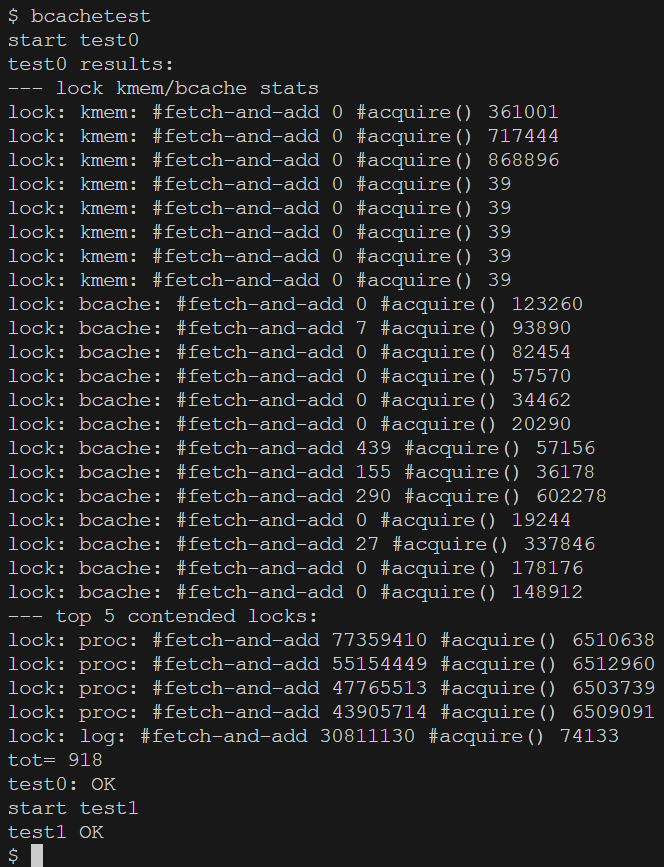 $ bcachetest
start test0
test0 results:
--- lock kmem/bcache stats
lock: kmem: #fetch-and-add 0 #acquire() 361001
lock: kmem: #fetch-and-add 0 #acquire() 717444
lock: kmem: #fetch-and-add 0 #acquire() 868896
lock: kmem: #fetch-and-add 0 #acquire() 39
lock: kmem: #fetch-and-add 0 #acquire() 39
lock: kmem: #fetch-and-add 0 #acquire() 39
lock: kmem: #fetch-and-add 0 #acquire() 39
lock: kmem: #fetch-and-add 0 #acquire() 39
lock: bcache: #fetch-and-add 0 #acquire() 123260
lock: bcache: #fetch-and-add 7 #acquire() 93890
lock: bcache: #fetch-and-add 0 #acquire() 82454
lock: bcache: #fetch-and-add 0 #acquire() 57570
lock: bcache: #fetch-and-add 0 #acquire() 34462
lock: bcache: #fetch-and-add 0 #acquire() 20290
lock: bcache: #fetch-and-add 439 #acquire() 57156
lock: bcache: #fetch-and-add 155 #acquire() 36178
lock: bcache: #fetch-and-add 290 #acquire() 602278
lock: bcache: #fetch-and-add 0 #acquire() 19244
lock: bcache: #fetch-and-add 27 #acquire() 337846
lock: bcache: #fetch-and-add 0 #acquire() 178176
lock: bcache: #fetch-and-add 0 #acquire() 148912
--- top 5 contended locks:
lock: proc: #fetch-and-add 77359410 #acquire() 6510638
lock: proc: #fetch-and-add 55154449 #acquire() 6512960
lock: proc: #fetch-and-add 47765513 #acquire() 6503739
lock: proc: #fetch-and-add 43905714 #acquire() 6509091
lock: log: #fetch-and-add 30811130 #acquire() 74133
tot= 918
test0: OK
start test1
test1 OK
$